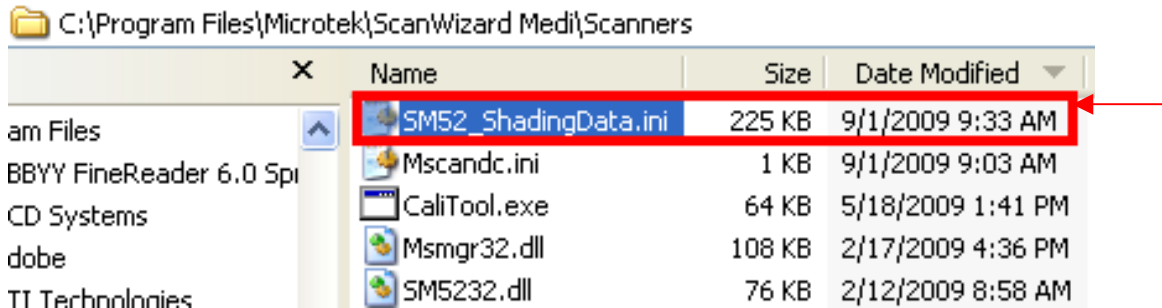 C:\Program Files\Microtek\ScanWizard Medi\Scanners
Name Size Date Modified
am Files
BBYY FineReader 6.0 Spr
CD Systems
dobe
TI Technologies
SM52_ShadingData.ini 225 KB 9/1/2009 9:33 AM
Mscandc.ini 1 KB 9/1/2009 9:03 AM
CaliTool.exe 64 KB 5/18/2009 1:41 PM
Msmgr32.dll 108 KB 2/17/2009 4:36 PM
SM5232.dll 76 KB 2/12/2009 8:58 AM